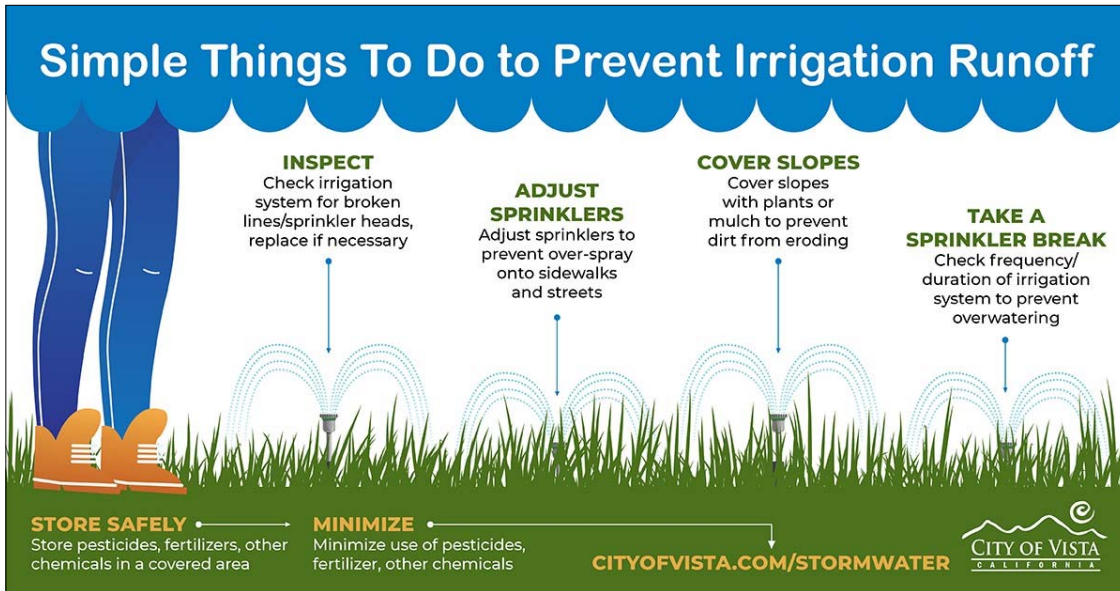 Simple Things To Do to Prevent Irrigation Runoff
INSPECT
Check irrigation
system for broken
lines/sprinkler heads,
replace if necessary
ADJUST
SPRINKLERS
Adjust sprinklers to
prevent over-spray
onto sidewalks
and streets
COVER SLOPES
Cover slopes
with plants or
mulch to prevent
dirt from eroding
TAKE A
SPRINKLER BREAK
Check frequency/
duration of irrigation
system to prevent
overwatering
STORE SAFELY
Store pesticides, fertilizers, other
chemicals in a covered area
MINIMIZE
Minimize use of pesticides,
fertilizer, other chemicals
CITYOFVISTA.COM/STORMWATER
CITY OF VISTA
CALIFORNIA